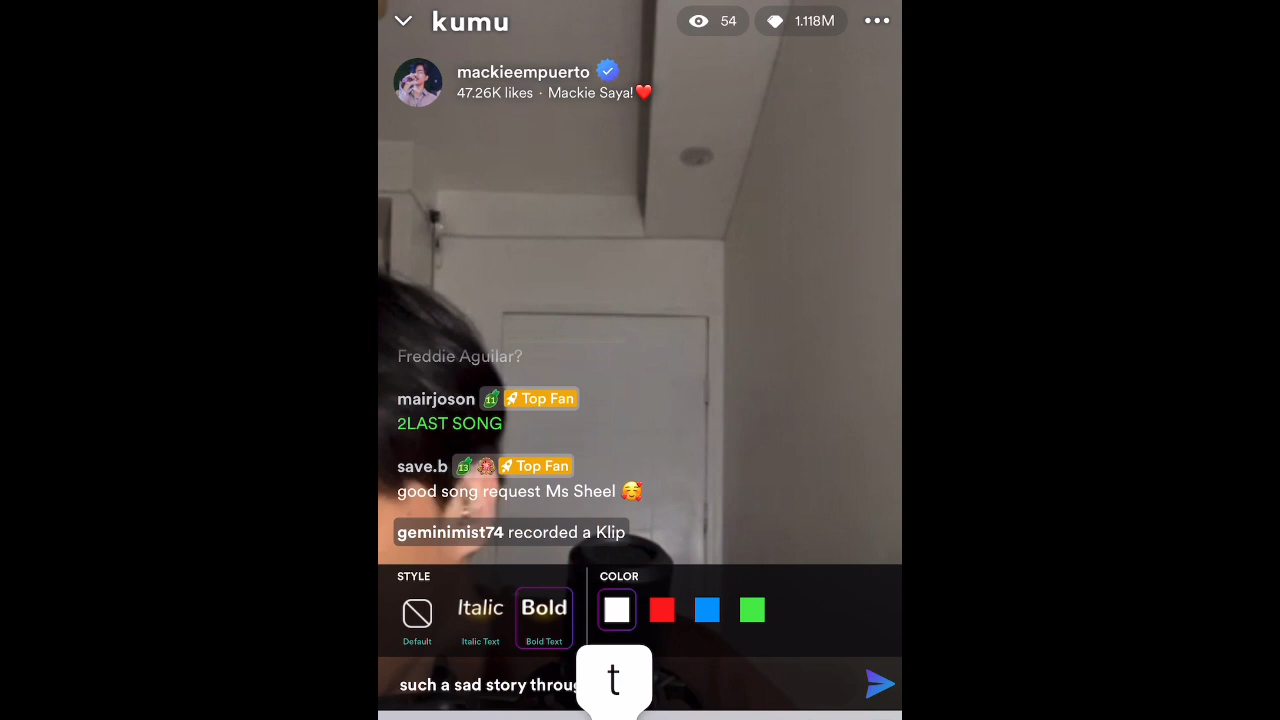 kumu
54
1.118M
mackieempuerto
47.26K likes · Mackie Saya!❤️
Freddie Aguilar?
mairjoson 11 Top Fan
2LAST SONG
save.b 13 Top Fan
good song request Ms Sheel 🥰
geminimist74 recorded a Klip
STYLE
COLOR
Italic
Bold
Default
Italic Text
Bold Text
such a sad story
t